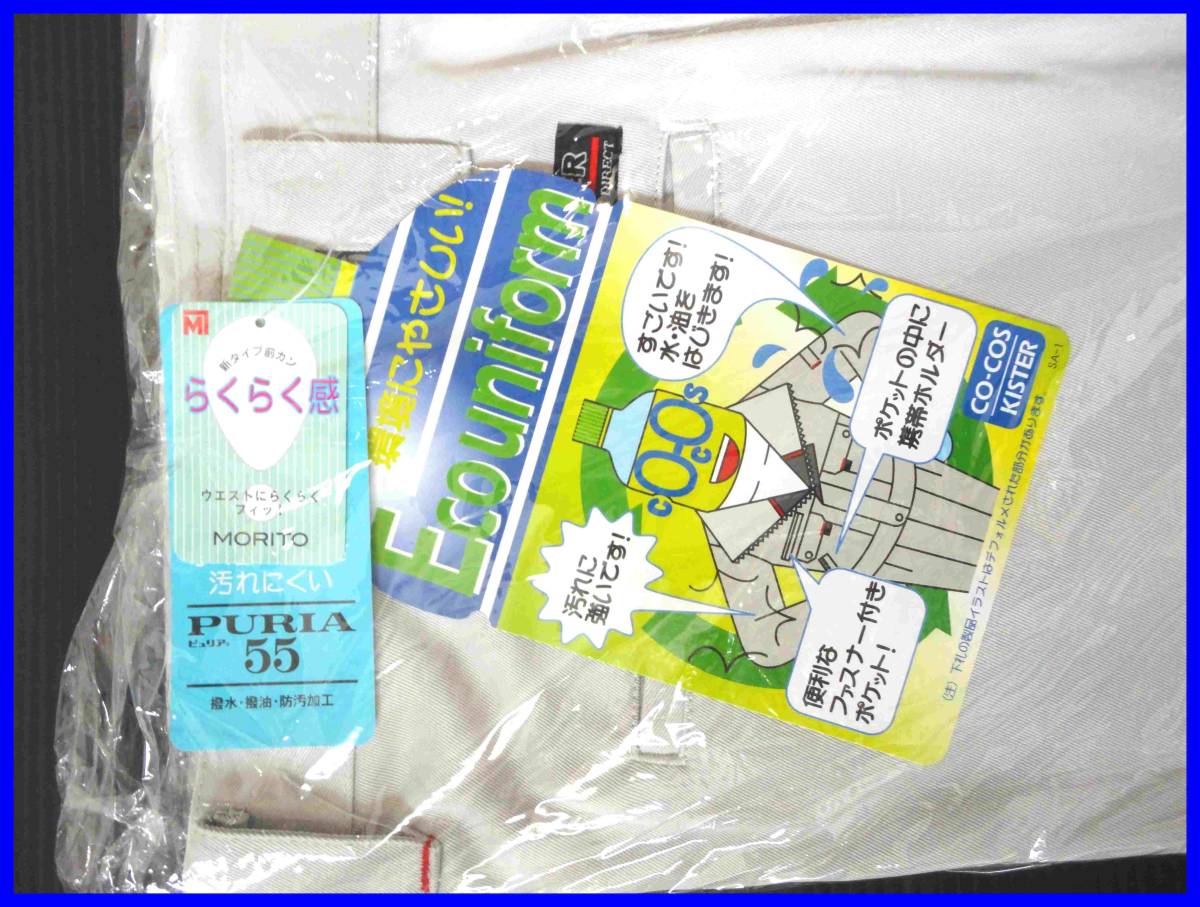 M
新タイプ前カン
らくらく感
ウエストにらくらく
フィッ!
MORITO
汚れにくい
PURIA
ピュリア®
55
撥水・撥油・防汚加工
DIRECT
環境にやさしい!
Ecouniform
すごいです!
水・油を
はじきます!
CO-COS
汚れに
強いです!
ポケットの中に
携帯ホルダー
便利な
ファスナー付き
ポケット!
CO-COS
KISTER
SA-1
(注) 下札の製品イラストはデフォルメされた部分があります